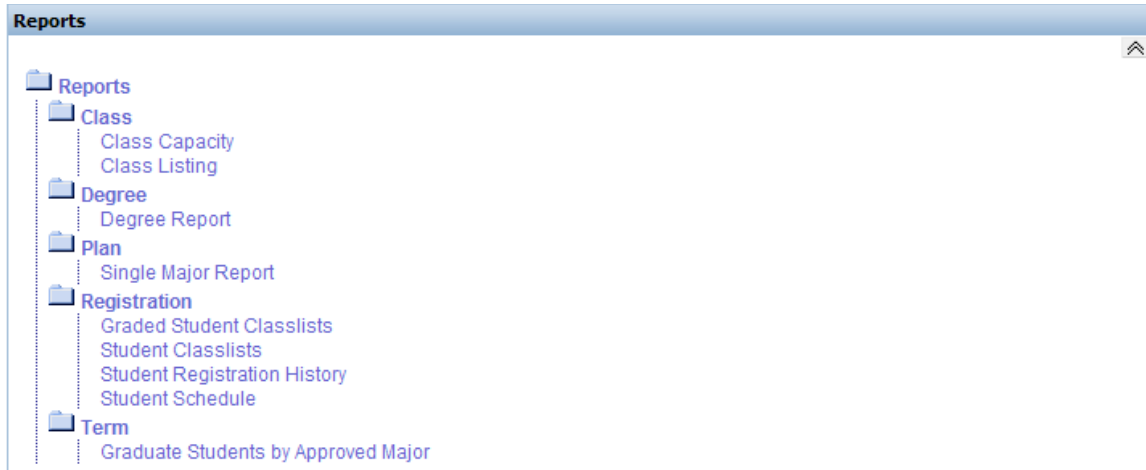 Reports
Reports
Class
Class Capacity
Class Listing
Degree
Degree Report
Plan
Single Major Report
Registration
Graded Student Classlists
Student Classlists
Student Registration History
Student Schedule
Term
Graduate Students by Approved Major